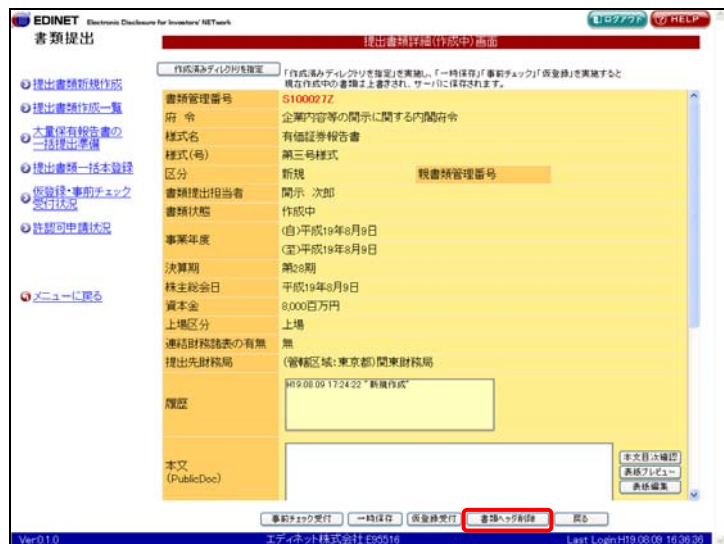 EDINET Electronic Disclosure for Investors' NETwork
ログアウト
HELP
書類提出
提出書類詳細(作成中)画面
作成済みディレクトリを指定
「作成済みディレクトリを指定」を実施し、「一時保存」「事前チェック」「仮登録」を実施すると
現在作成中の書類は上書きされ、サーバに保存されます。
提出書類新規作成
提出書類作成一覧
大量保有報告書の
一括提出準備
提出書類一括本登録
仮登録・事前チェック
受付状況
許認可申請状況
メニューに戻る
書類管理番号 S100027Z
府 令 企業内容等の開示に関する内閣府令
様式名 有価証券報告書
様式(号) 第三号様式
区分 新規 親書類管理番号
書類提出担当者 開示 次郎
書類状態 作成中
事業年度 (自)平成19年8月9日
(至)平成19年8月9日
決算期 第28期
株主総会日 平成19年8月9日
資本金 8,000百万円
上場区分 上場
連結財務諸表の有無 無
提出先財務局 (管轄区域:東京都)関東財務局
履歴 H19.08.09 17:24:22 "新規作成"
本文
(PublicDoc)
本文目次確認
表紙プレビュー
表紙編集
事前チェック受付 一時保存 仮登録受付 書類ヘッダ削除 戻る
Ver01.0 エディネット株式会社 E95516 Last Login:H19.08.09 16:36:36